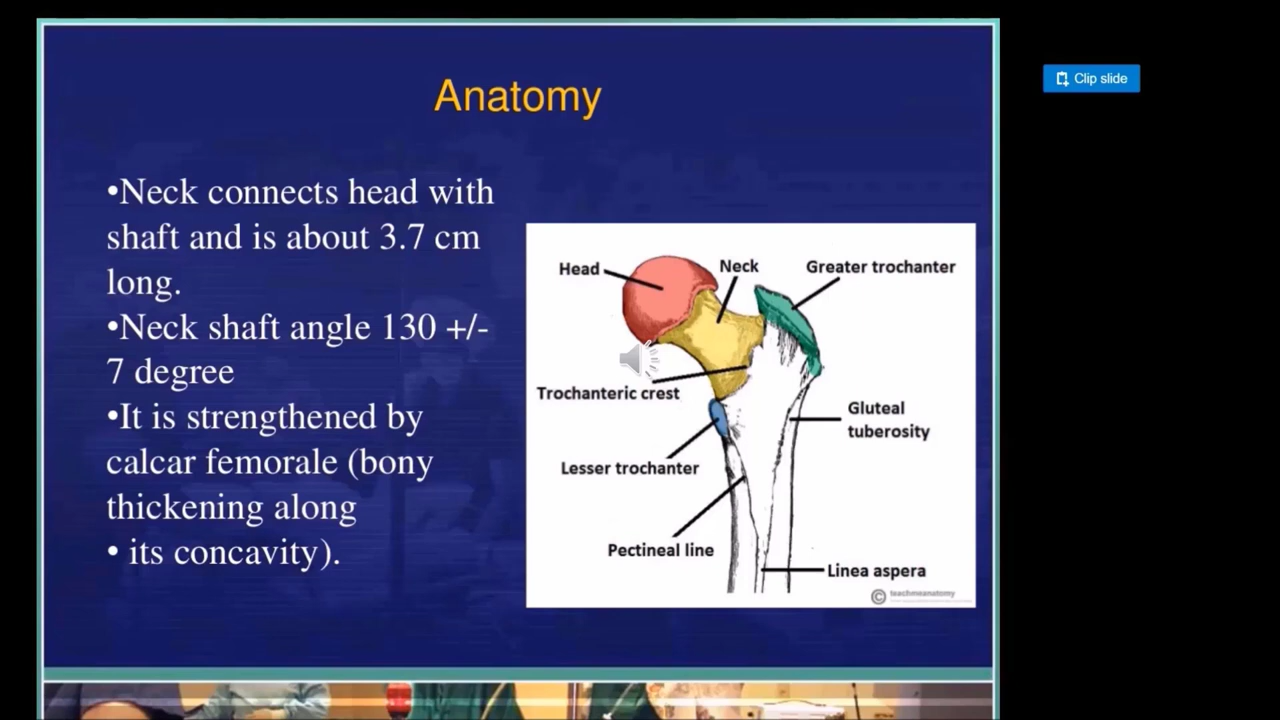 Clip slide
Anatomy
•Neck connects head with
shaft and is about 3.7 cm
long.
•Neck shaft angle 130 +/-
7 degree
•It is strengthened by
calcar femorale (bony
thickening along
• its concavity).
Head
Neck
Greater trochanter
Trochanteric crest
Gluteal
tuberosity
Lesser trochanter
Pectineal line
Linea aspera
© teachmeanatomy